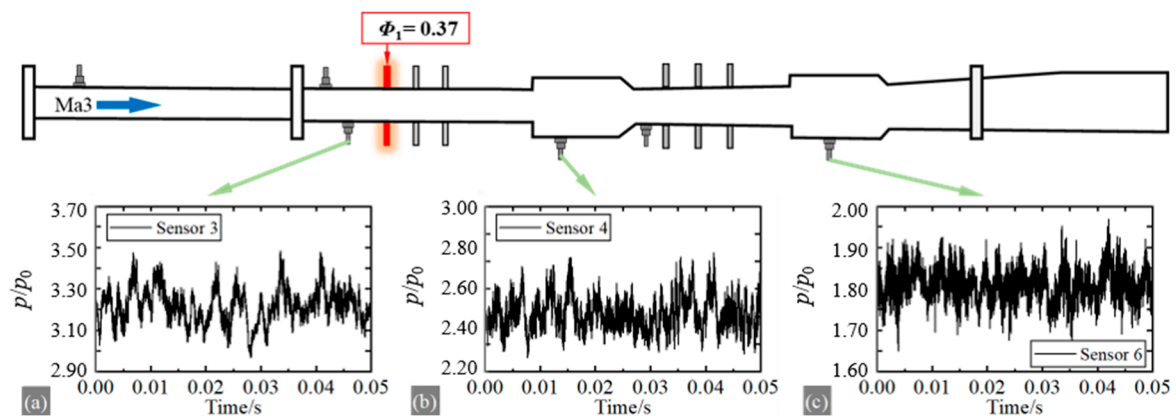 Φ₁= 0.37
Ma3
3.70
3.50
3.30
3.10
2.90
p/p₀
Sensor 3
0.00 0.01 0.02 0.03 0.04 0.05
Time/s
(a)
3.00
2.80
2.60
2.40
2.20
p/p₀
Sensor 4
0.00 0.01 0.02 0.03 0.04 0.05
Time/s
(b)
2.00
1.90
1.80
1.70
1.60
p/p₀
Sensor 6
0.00 0.01 0.02 0.03 0.04 0.05
Time/s
(c)